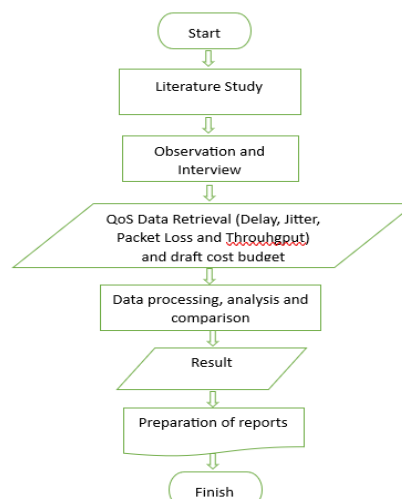 Start
Literature Study
Observation and
Interview
QoS Data Retrieval (Delay, Jitter,
Packet Loss and Throuhgput)
and draft cost budget
Data processing, analysis and
comparison
Result
Preparation of reports
Finish